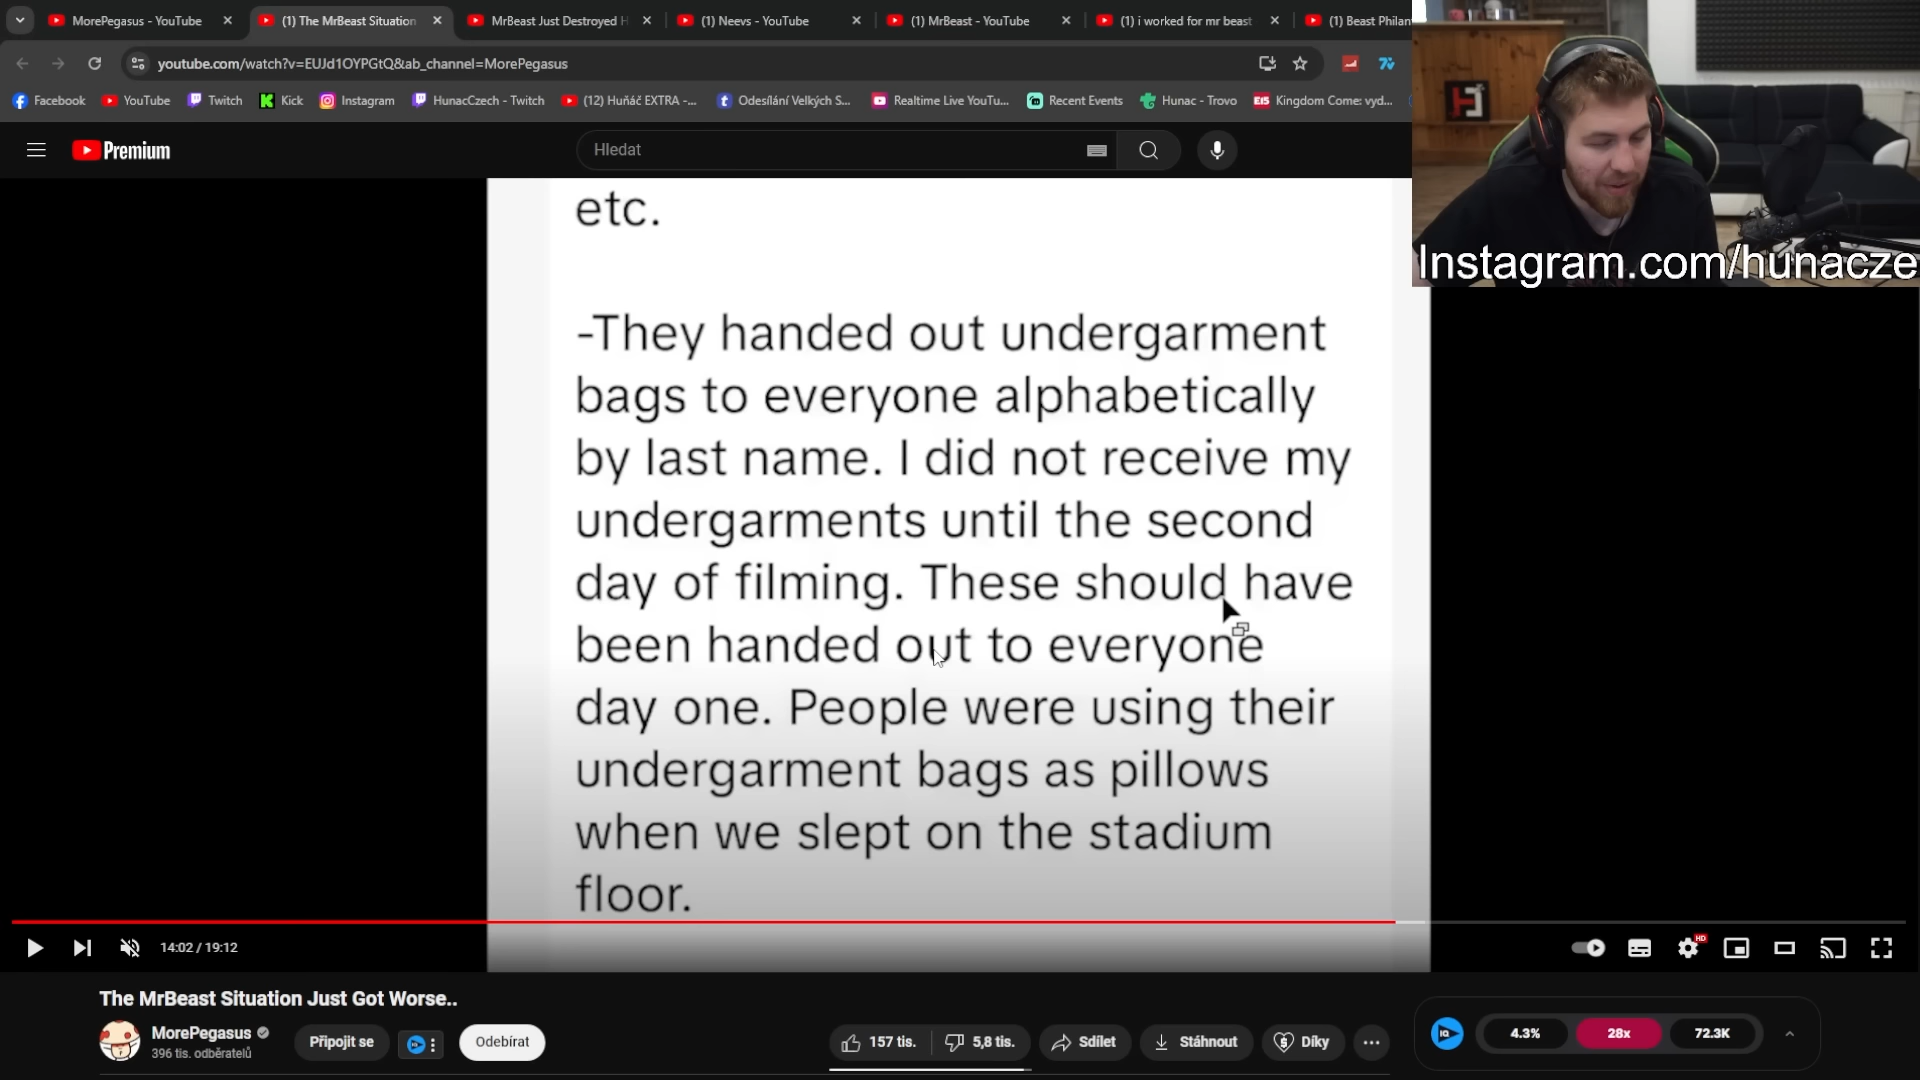 MorePegasus - YouTube
(1) The MrBeast Situation
MrBeast Just Destroyed H
(1) Neevs - YouTube
(1) MrBeast - YouTube
(1) i worked for mr beast
(1) Beast Philan
youtube.com/watch?v=EUJd1OYPGtQ&ab_channel=MorePegasus
Facebook
YouTube
Twitch
Kick
Instagram
HunacCzech - Twitch
(12) Huňáč EXTRA -...
Odesílání Velkých S...
Realtime Live YouTu...
Recent Events
Hunac - Trovo
Kingdom Come: vyd...
Premium
Hledat
Instagram.com/hunacze
etc.
-They handed out undergarment
bags to everyone alphabetically
by last name. I did not receive my
undergarments until the second
day of filming. These should have
been handed out to everyone
day one. People were using their
undergarment bags as pillows
when we slept on the stadium
floor.
14:02 / 19:12
HD
The MrBeast Situation Just Got Worse..
MorePegasus
396 tis. odběratelů
Připojit se
Odebírat
157 tis.
5,8 tis.
Sdílet
Stáhnout
Díky
4.3%
28x
72.3K